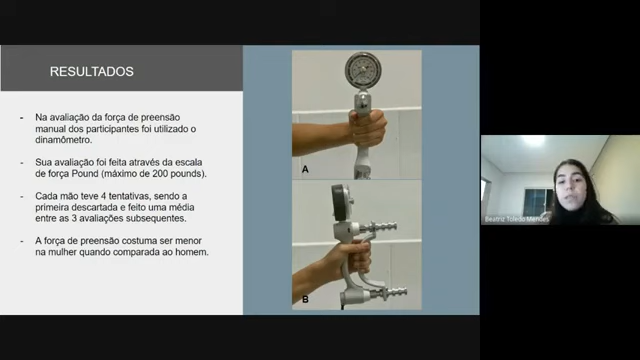 RESULTADOS
- Na avaliação da força de preensão
manual dos participantes foi utilizado o
dinamômetro.
- Sua avaliação foi feita através da escala
de força Pound (máximo de 200 pounds).
- Cada mão teve 4 tentativas, sendo a
primeira descartada e feito uma média
entre as 3 avaliações subsequentes.
- A força de preensão costuma ser menor
na mulher quando comparada ao homem.
A
B
Beatriz Toledo Mendes